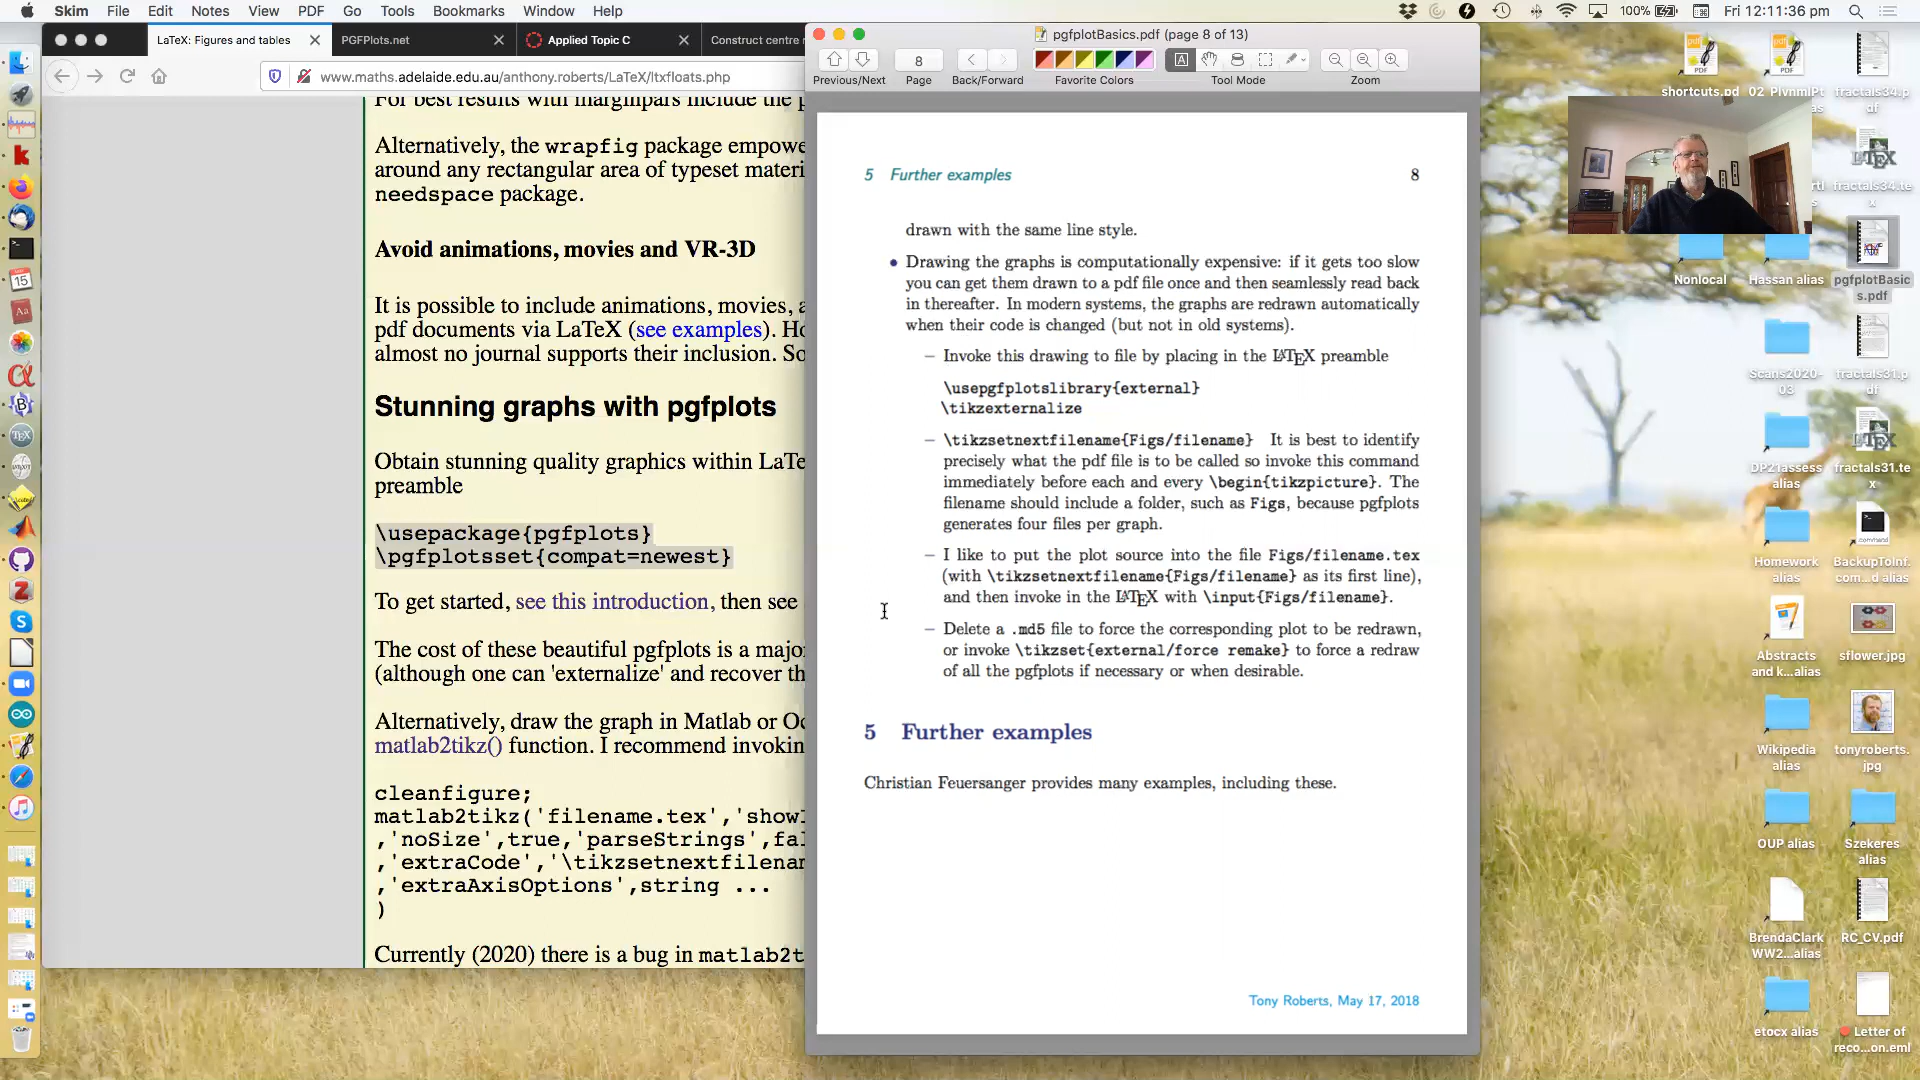 Skim File Edit View PDF Go Tools Bookmarks Window Help
Notes
100% Fri 12:11:36 pm
LaTeX: Figures and tables
PGFPlots.net
Applied Topic C
Construct centre
www.maths.adelaide.edu.au/anthony.roberts/LaTeX/ltxfloats.php
For best results with marginpars include the
Alternatively, the wrapfig package
around any rectangular area of typeset
needspace package.
Avoid animations, movies and VR-3D
It is possible to include animations, movies,
pdf documents via LaTeX (see examples).
almost no journal supports their inclusion.
Stunning graphs with pgfplots
Obtain stunning quality graphics within
preamble
\usepackage{pgfplots}
\pgfplotsset{compat=newest}
To get started, see this introduction, then see
The cost of these beautiful pgfplots is a
(although one can 'externalize' and recover
Alternatively, draw the graph in Matlab or
matlab2tikz() function. I recommend
cleanfigure;
matlab2tikz('filename.tex','
,'noSize',true,'parseStrings',
,'extraCode','\
,'extraAxisOptions',string ...
)
Currently (2020) there is a bug in
pgfplotBasics.pdf (page 8 of 13)
8
Previous/Next Page Back/Forward Favorite Colors Tool Mode Zoom
5 Further examples 8
drawn with the same line style.
• Drawing the graphs is computationally expensive: if it gets too slow
you can get them drawn to a pdf file once and then seamlessly read back
in thereafter. In modern systems, the graphs are redrawn automatically
when their code is changed (but not in old systems).
– Invoke this drawing to file by placing in the LATEX preamble
\usepgfplotslibrary{external}
\tikzexternalize
– \tikzsetnextfilename{Figs/filename} It is best to identify
precisely what the pdf file is to be called so invoke this command
immediately before each and every \begin{tikzpicture}. The
filename should include a folder, such as Figs, because pgfplots
generates four files per graph.
– I like to put the plot source into the file Figs/filename.tex
(with \tikzsetnextfilename{Figs/filename} as its first line),
and then invoke in the LATEX with \input{Figs/filename}.
– Delete a .md5 file to force the corresponding plot to be redrawn,
or invoke \tikzset{external/force remake} to force a redraw
of all the pgfplots if necessary or when desirable.
5 Further examples
Christian Feuersanger provides many examples, including these.
Tony Roberts, May 17, 2018
shortcuts.pd
fractals34.p
df
fractals34.te
x
Nonlocal
Hassan alias
pgfplotBasic
s.pdf
Scans2020-
03
fractals31.p
df
DP21assess
alias
fractals31.te
x
Homework
alias
BackupToInf.
com...d alias
Abstracts
and k...alias
sflower.jpg
Wikipedia
alias
tonyroberts.
jpg
OUP alias
Szekeres
alias
BrendaClark
WW2...alias
RC_CV.pdf
etocx alias
Letter of
reco...on.eml